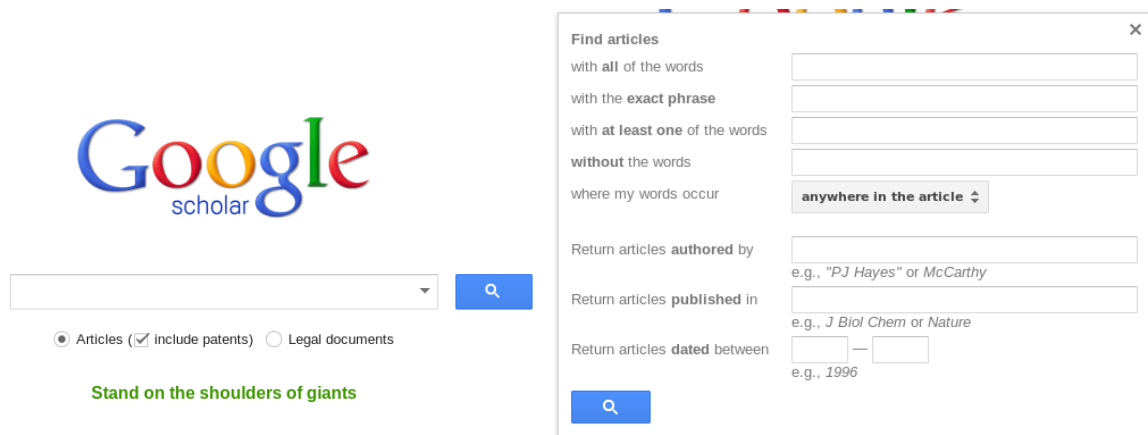 Google
scholar
Articles (include patents) Legal documents
Stand on the shoulders of giants
Find articles
with all of the words
with the exact phrase
with at least one of the words
without the words
where my words occur anywhere in the article
Return articles authored by
e.g., "PJ Hayes" or McCarthy
Return articles published in
e.g., J Biol Chem or Nature
Return articles dated between —
e.g., 1996